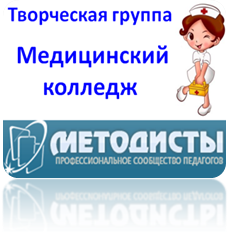 Творческая группа
Медицинский
колледж
МЕТОДИСТЫ
ПРОФЕССИОНАЛЬНОЕ СООБЩЕСТВО ПЕДАГОГОВ